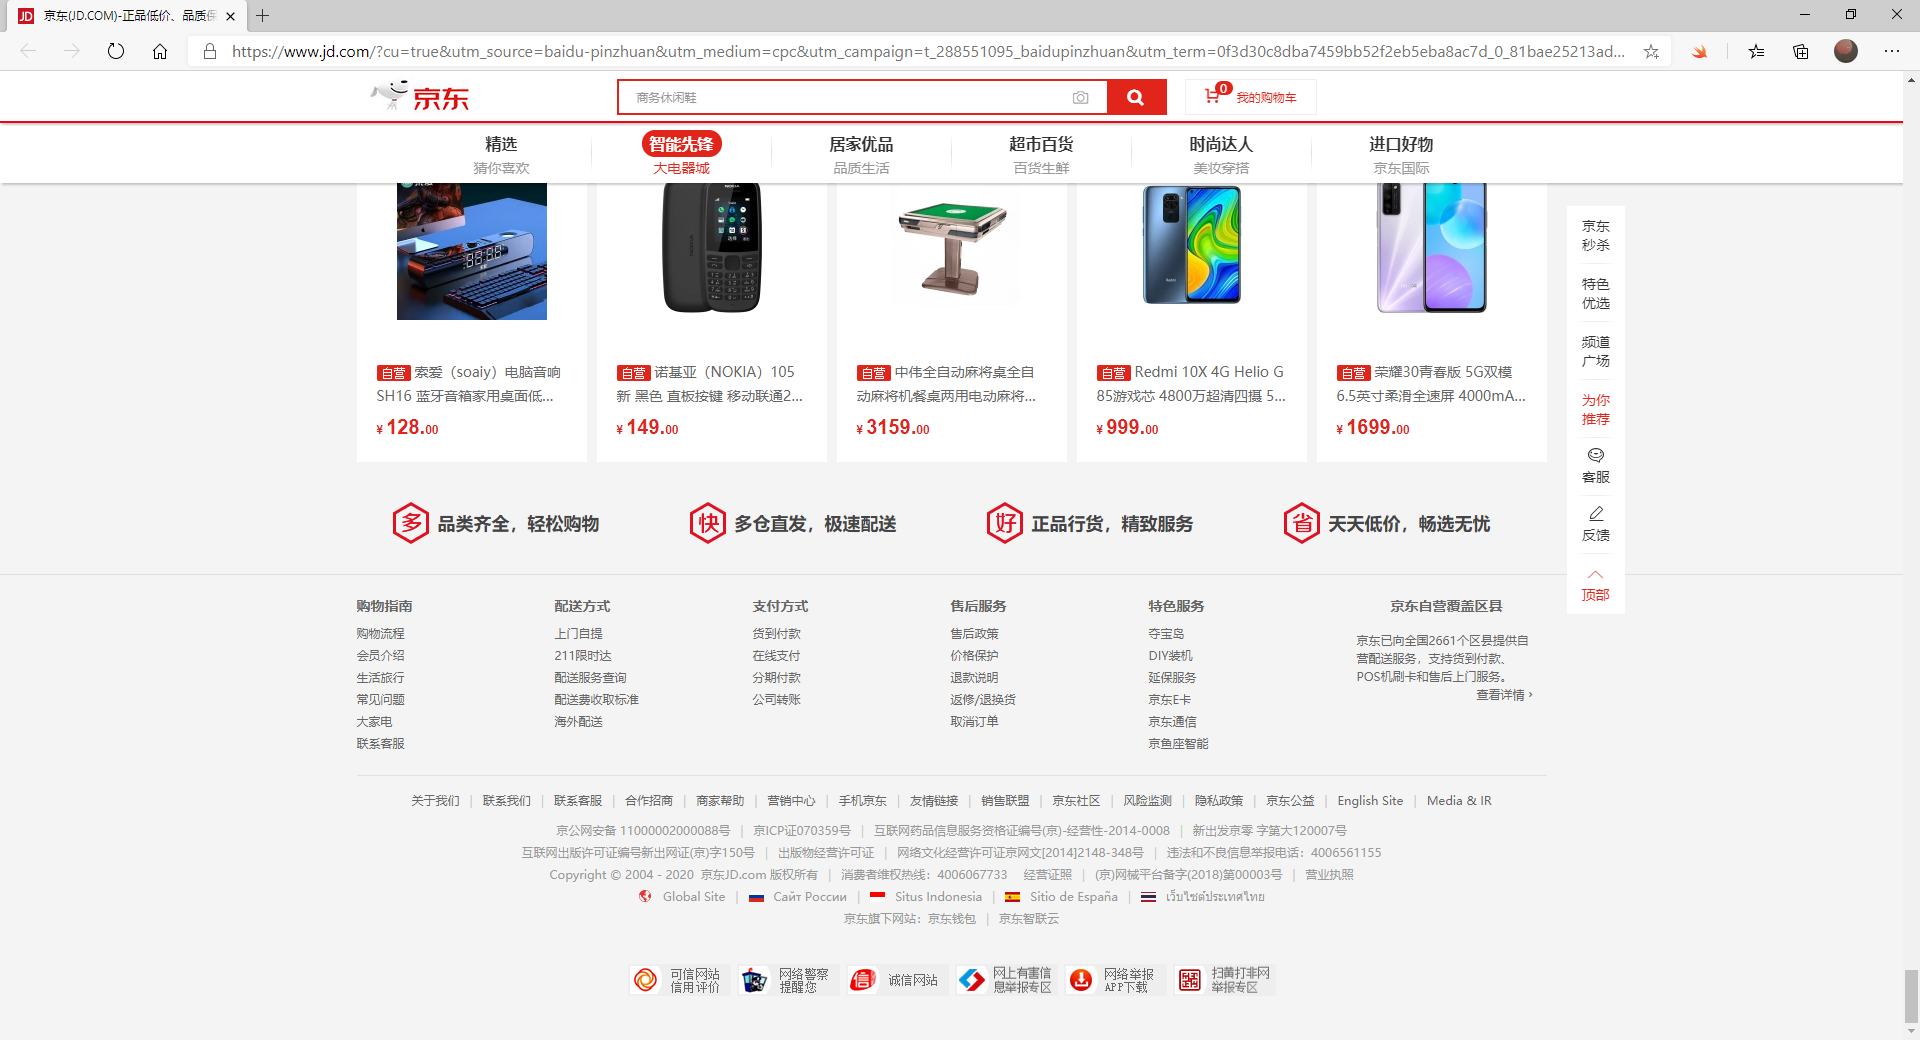 京东(JD.COM)-正品低价、品质保
https://www.jd.com/?cu=true&utm_source=baidu-pinzhuan&utm_medium=cpc&utm_campaign=t_288551095_baidupinzhuan&utm_term=0f3d30c8dba7459bb52f2eb5eba8ac7d_0_81bae25213ad...
京东 商务休闲鞋 0 我的购物车
精选 智能先锋 居家优品 超市百货 时尚达人 进口好物
猜你喜欢 大电器城 品质生活 百货生鲜 美妆穿搭 京东国际
自营 索爱（soaiy）电脑音响
SH16 蓝牙音箱家用桌面低...
¥ 128.00
自营 诺基亚（NOKIA）105
新 黑色 直板按键 移动联通2...
¥ 149.00
自营 中伟全自动麻将桌全自
动麻将机餐桌两用电动麻将...
¥ 3159.00
自营 Redmi 10X 4G Helio G
85游戏芯 4800万超清四摄 5...
¥ 999.00
自营 荣耀30青春版 5G双模
6.5英寸柔滑全速屏 4000mA...
¥ 1699.00
京东
秒杀
特色
优选
频道
广场
为你
推荐
客服
反馈
顶部
多 品类齐全，轻松购物
快 多仓直发，极速配送
好 正品行货，精致服务
省 天天低价，畅选无忧
购物指南
购物流程
会员介绍
生活旅行
常见问题
大家电
联系客服
配送方式
上门自提
211限时达
配送服务查询
配送费收取标准
海外配送
支付方式
货到付款
在线支付
分期付款
公司转账
售后服务
售后政策
价格保护
退款说明
返修/退换货
取消订单
特色服务
夺宝岛
DIY装机
延保服务
京东E卡
京东通信
京鱼座智能
京东自营覆盖区县
京东已向全国2661个区县提供自
营配送服务，支持货到付款、
POS机刷卡和售后上门服务。
查看详情 ›
关于我们 | 联系我们 | 联系客服 | 合作招商 | 商家帮助 | 营销中心 | 手机京东 | 友情链接 | 销售联盟 | 京东社区 | 风险监测 | 隐私政策 | 京东公益 | English Site | Media & IR
京公网安备 11000002000088号 | 京ICP证070359号 | 互联网药品信息服务资格证编号(京)-经营性-2014-0008 | 新出发京零 字第大120007号
互联网出版许可证编号新出网证(京)字150号 | 出版物经营许可证 | 网络文化经营许可证京网文[2014]2148-348号 | 违法和不良信息举报电话：4006561155
Copyright © 2004 - 2020 京东JD.com 版权所有 | 消费者维权热线：4006067733 经营证照 | (京)网械平台备字(2018)第00003号 | 营业执照
Global Site | Сайт России | Situs Indonesia | Sitio de España | เว็บไซต์ประเทศไทย
京东旗下网站：京东钱包 | 京东智联云
可信网站
信用评价
网络警察
提醒您
诚信网站
网上有害信
息举报专区
网络举报
APP下载
扫黄打非网
举报专区